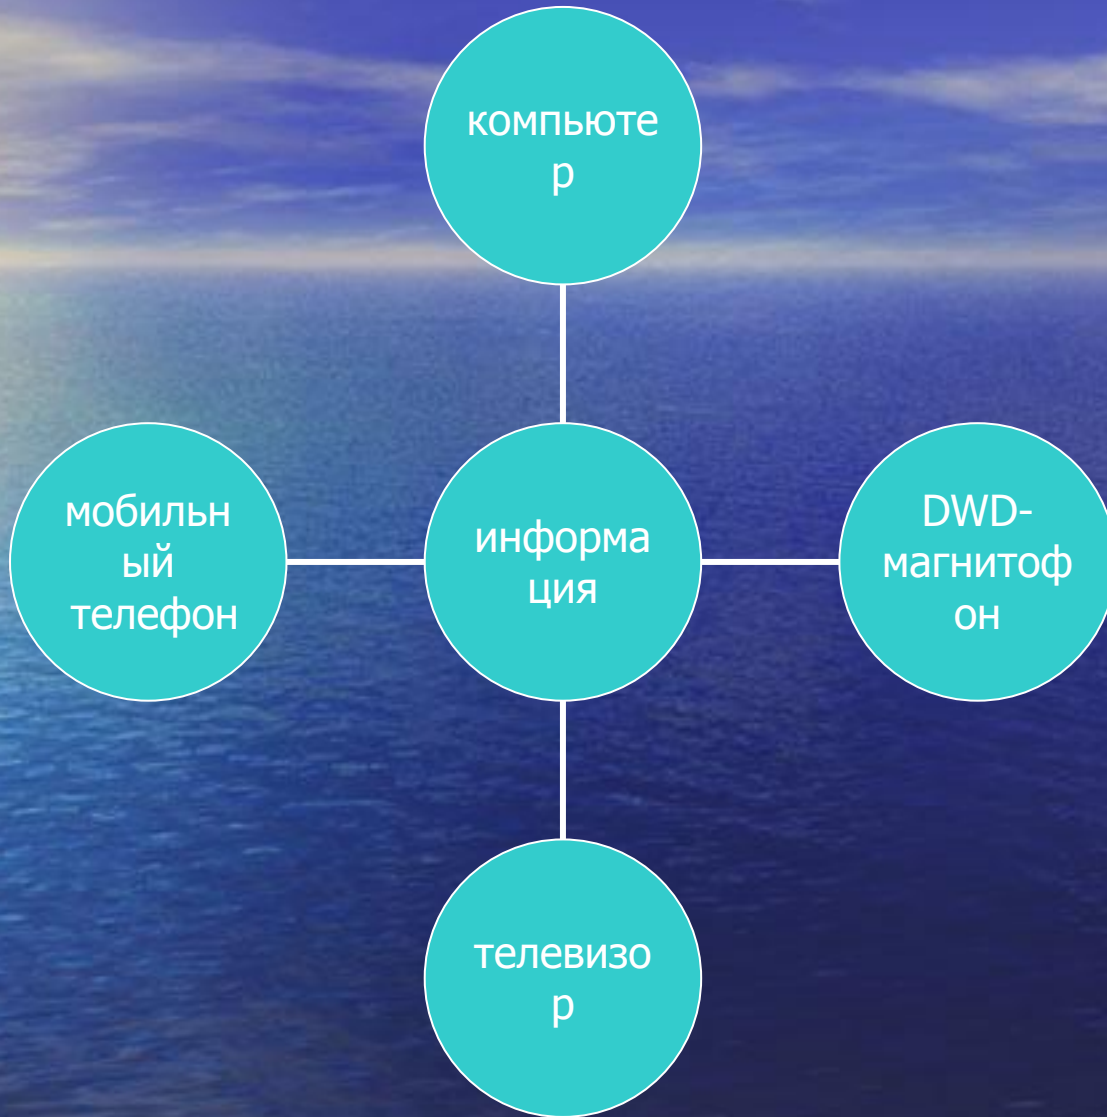 компьюте
р
мобильн
ый
телефон
информа
ция
DWD-
магнитоф
он
телевизо
р